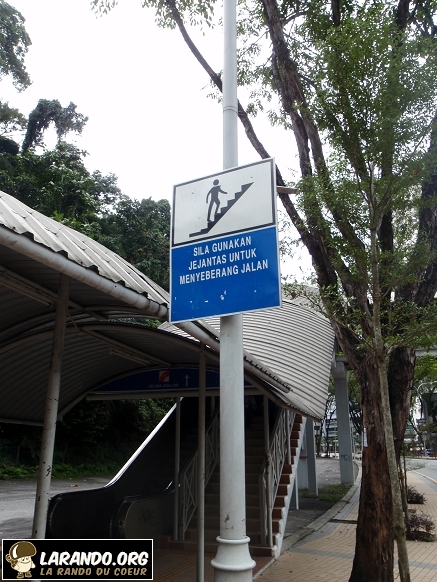 SILA GUNAKAN
JEJANTAS UNTUK
MENYEBERANG JALAN
LARANDO.ORG
LA RANDO DU COEUR